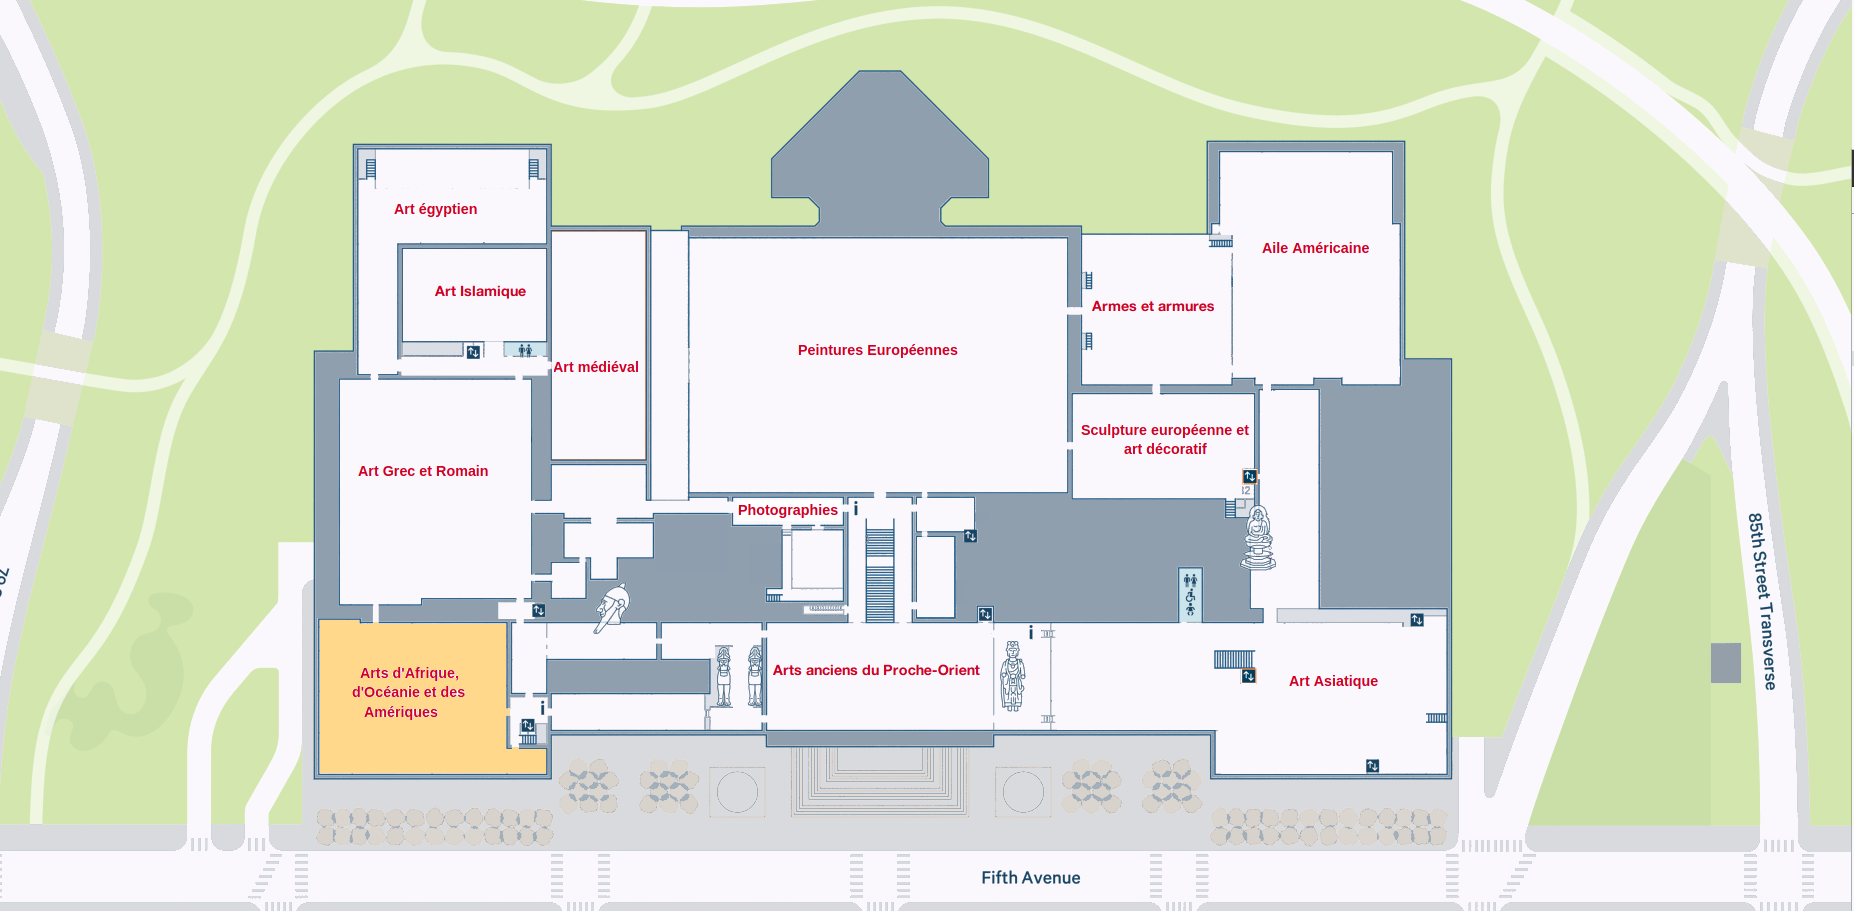 Art égyptien
Aile Américaine
Art Islamique
Armes et armures
Peintures Européennes
Art médiéval
Sculpture européenne et
art décoratif
Art Grec et Romain
Photographies
i
85th Street Transverse
i
Arts d'Afrique,
d'Océanie et des
Amériques
i
Arts anciens du Proche-Orient
Art Asiatique
Fifth Avenue